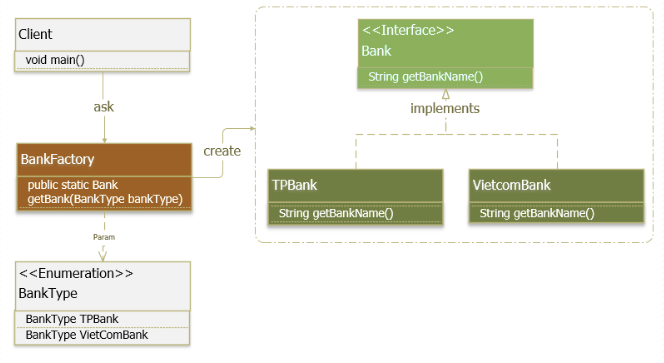 Client
void main()
ask
BankFactory
public static Bank
getBank(BankType bankType)
create
Param
<<Enumeration>>
BankType
BankType TPBank
BankType VietComBank
<<Interface>>
Bank
String getBankName()
implements
TPBank
String getBankName()
VietcomBank
String getBankName()